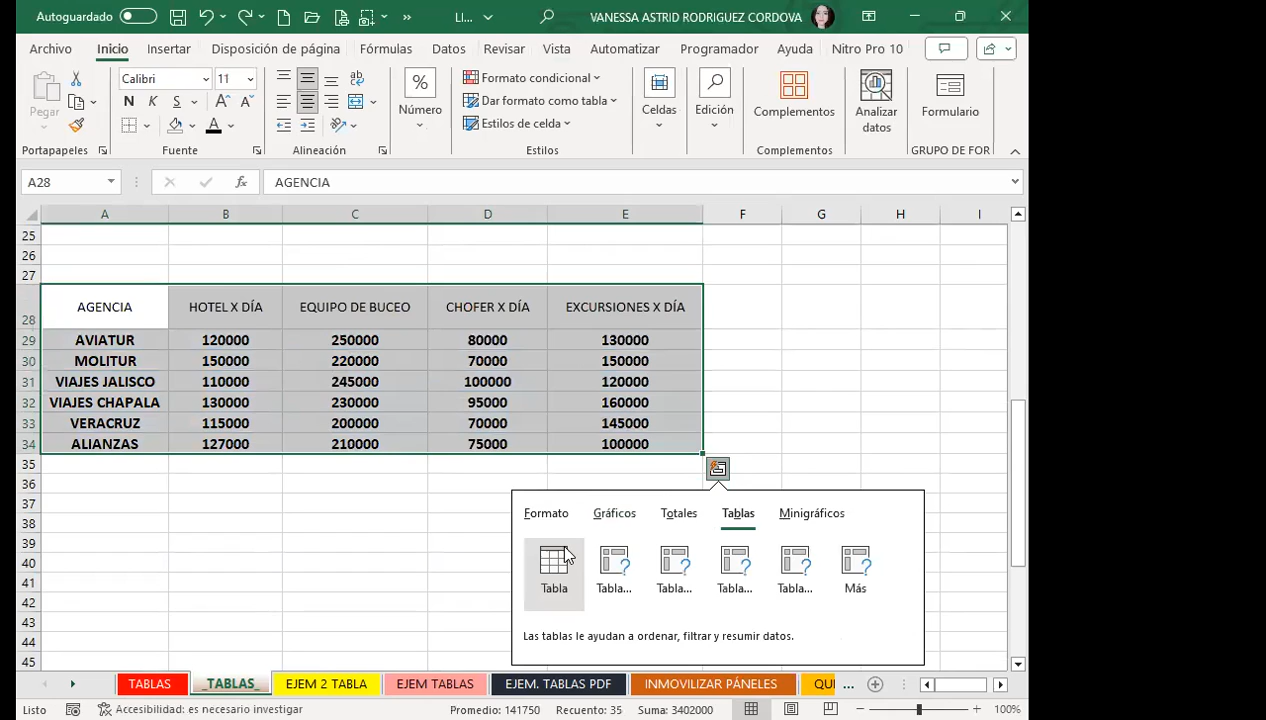 Autoguardado LI... VANESSA ASTRID RODRIGUEZ CORDOVA
Archivo Inicio Insertar Disposición de página Fórmulas Datos Revisar Vista Automatizar Programador Ayuda Nitro Pro 10
Pegar
Portapapeles
Calibri 11
N K S A A
A
Fuente
ab
Alineación
% Número
Formato condicional
Dar formato como tabla
Estilos de celda
Estilos
Celdas
Edición
Complementos
Complementos
Analizar datos
Formulario
GRUPO DE FOR
A28 fx AGENCIA
A B C D E F G H I
25
26
27
28 AGENCIA HOTEL X DÍA EQUIPO DE BUCEO CHOFER X DÍA EXCURSIONES X DÍA
29 AVIATUR 120000 250000 80000 130000
30 MOLITUR 150000 220000 70000 150000
31 VIAJES JALISCO 110000 245000 100000 120000
32 VIAJES CHAPALA 130000 230000 95000 160000
33 VERACRUZ 115000 200000 70000 145000
34 ALIANZAS 127000 210000 75000 100000
35
36
37
38
39
40
41
42
43
44
45
Formato Gráficos Totales Tablas Minigráficos
Tabla Tabla... Tabla... Tabla... Tabla... Más
Las tablas le ayudan a ordenar, filtrar y resumir datos.
TABLAS _TABLAS_ EJEM 2 TABLA EJEM TABLAS EJEM. TABLAS PDF INMOVILIZAR PÁNELES QUI ...
Listo Accesibilidad: es necesario investigar Promedio: 141750 Recuento: 35 Suma: 3402000 100%